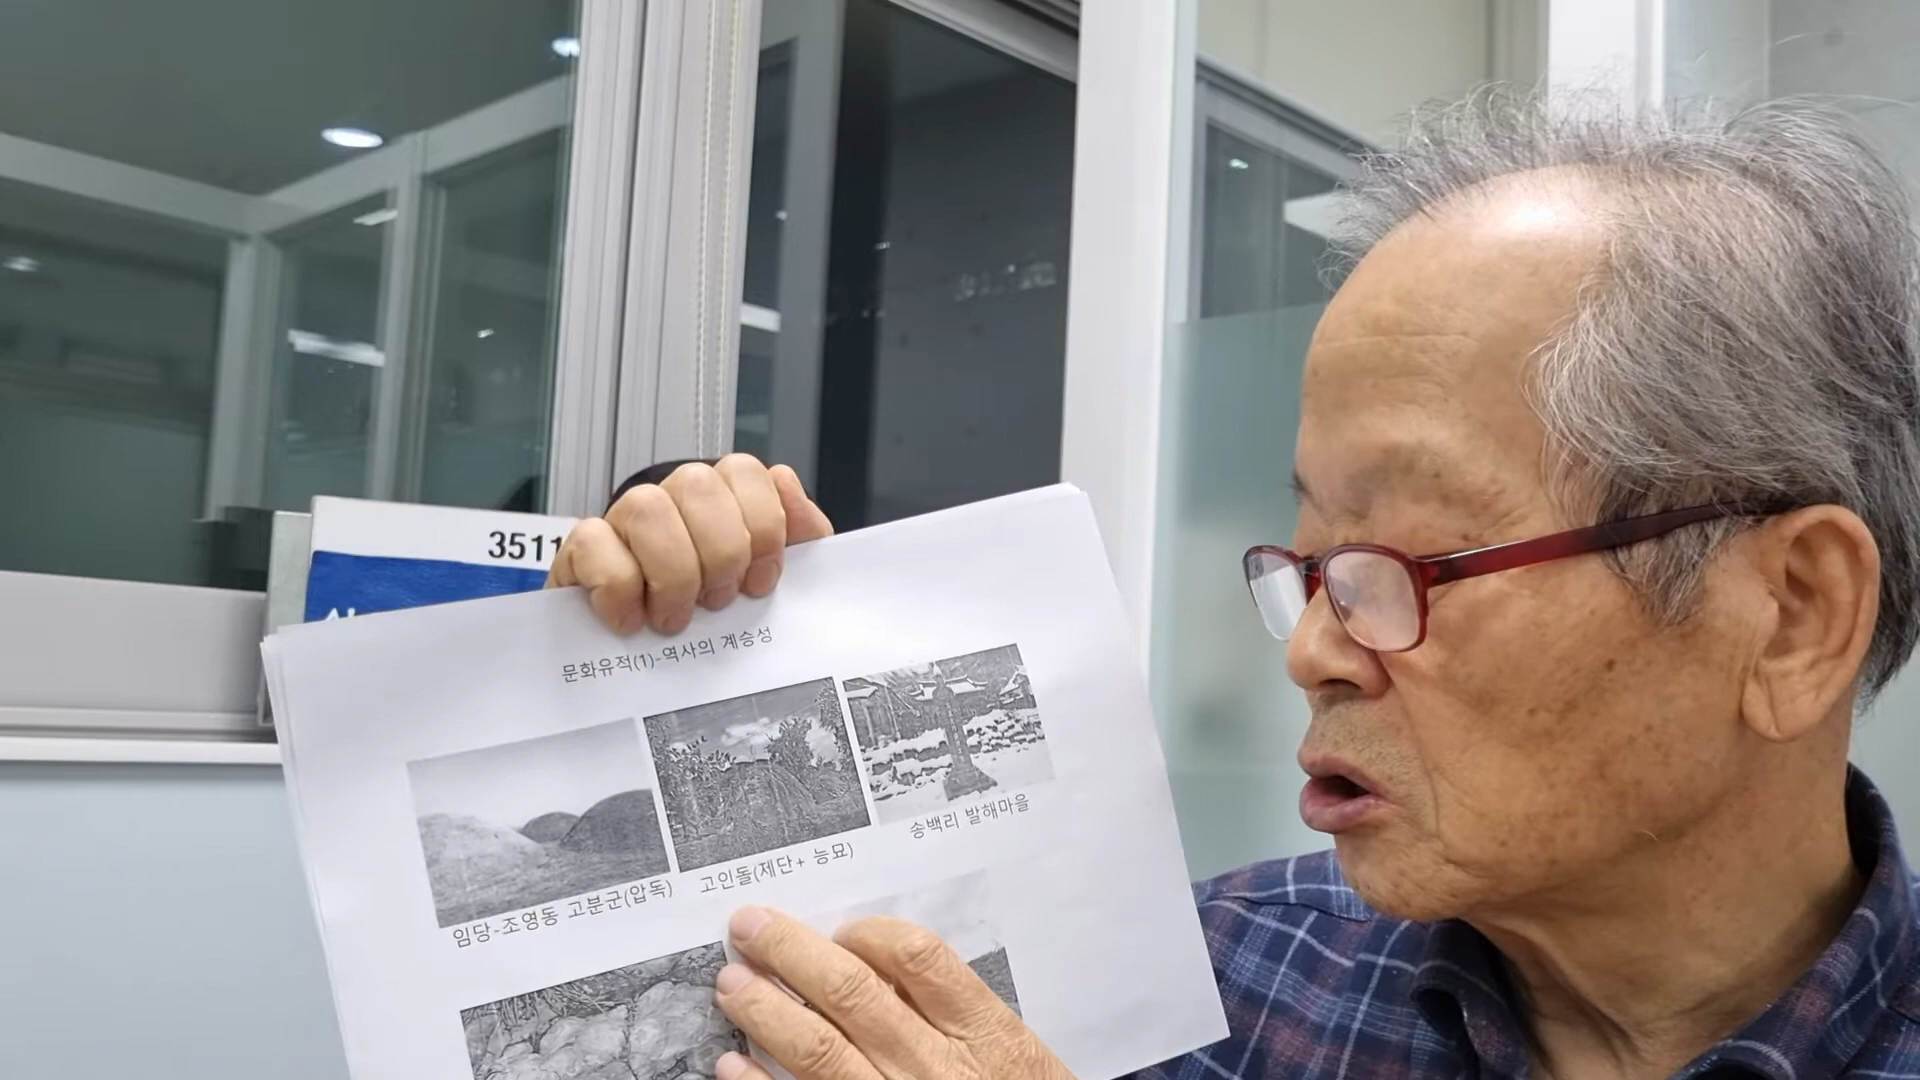 3511
문화유적(1)-역사의 계승성
임당-조영동 고분군(압독)
고인돌(제단+ 능묘)
송백리 발해마을